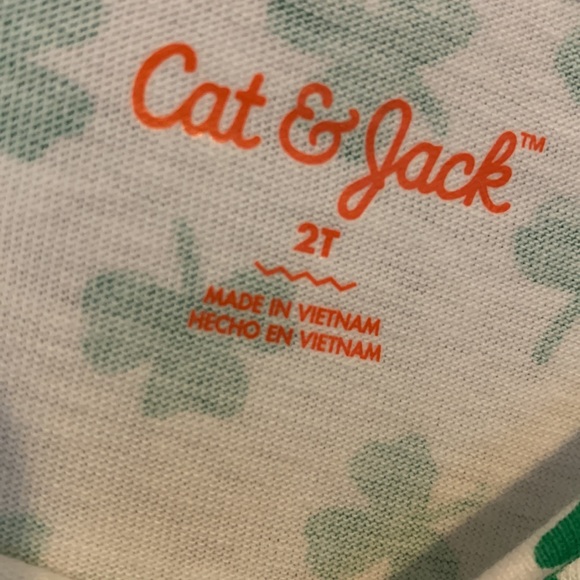 Cat & Jack™
2T
MADE IN VIETNAM
HECHO EN VIETNAM